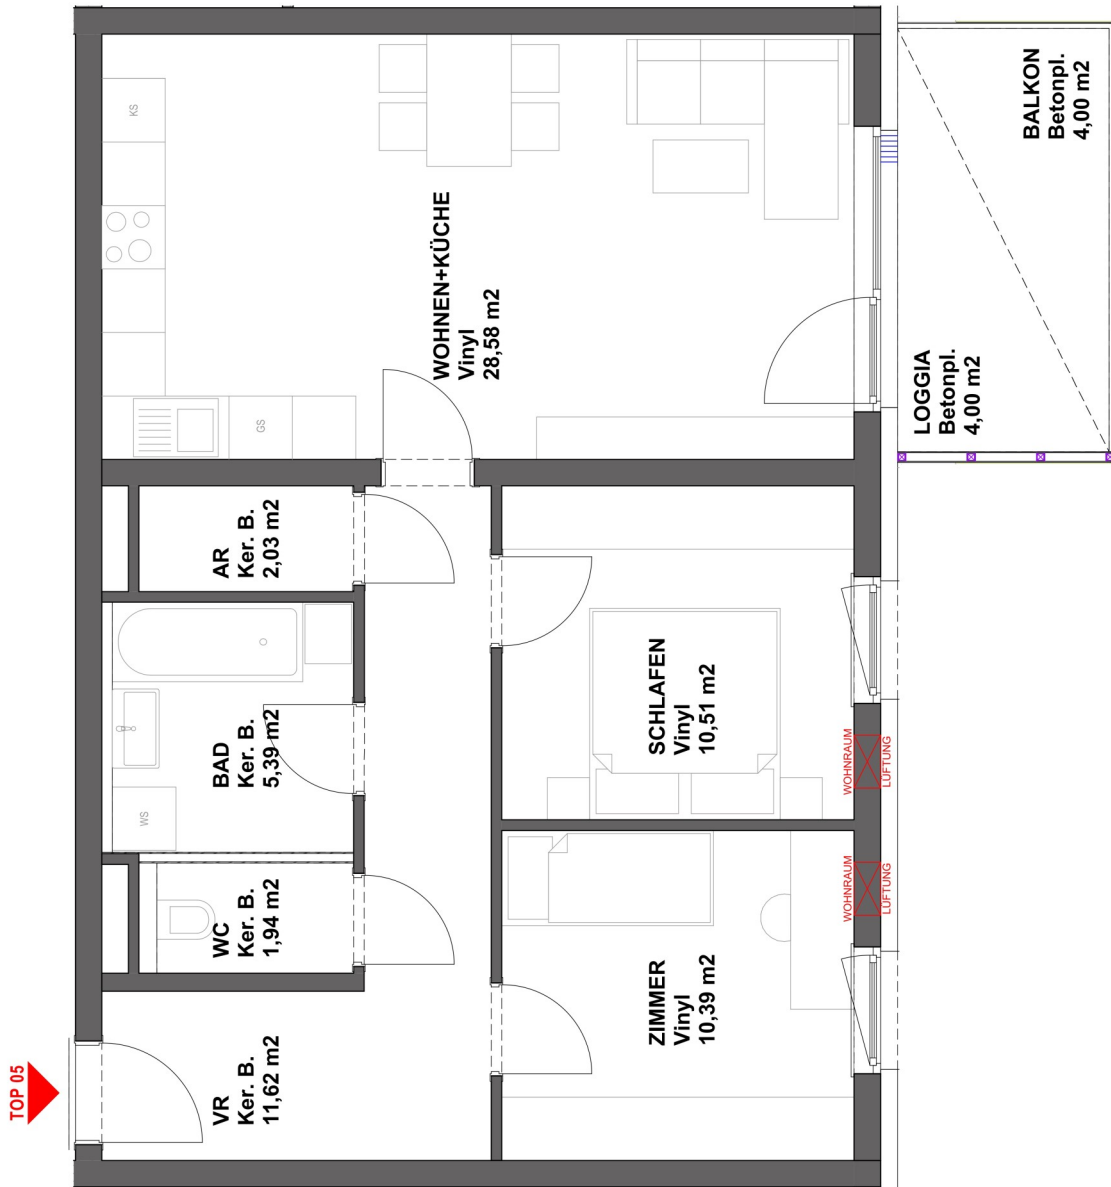 TOP 05
VR
Ker. B.
11,62 m2
WC
Ker. B.
1,94 m2
BAD
Ker. B.
5,39 m2
WS
AR
Ker. B.
2,03 m2
GS
KS
WOHNEN+KÜCHE
Vinyl
28,58 m2
ZIMMER
Vinyl
10,39 m2
SCHLAFEN
Vinyl
10,51 m2
WOHNRAUM
LÜFTUNG
WOHNRAUM
LÜFTUNG
LOGGIA
Betonpl.
4,00 m2
BALKON
Betonpl.
4,00 m2